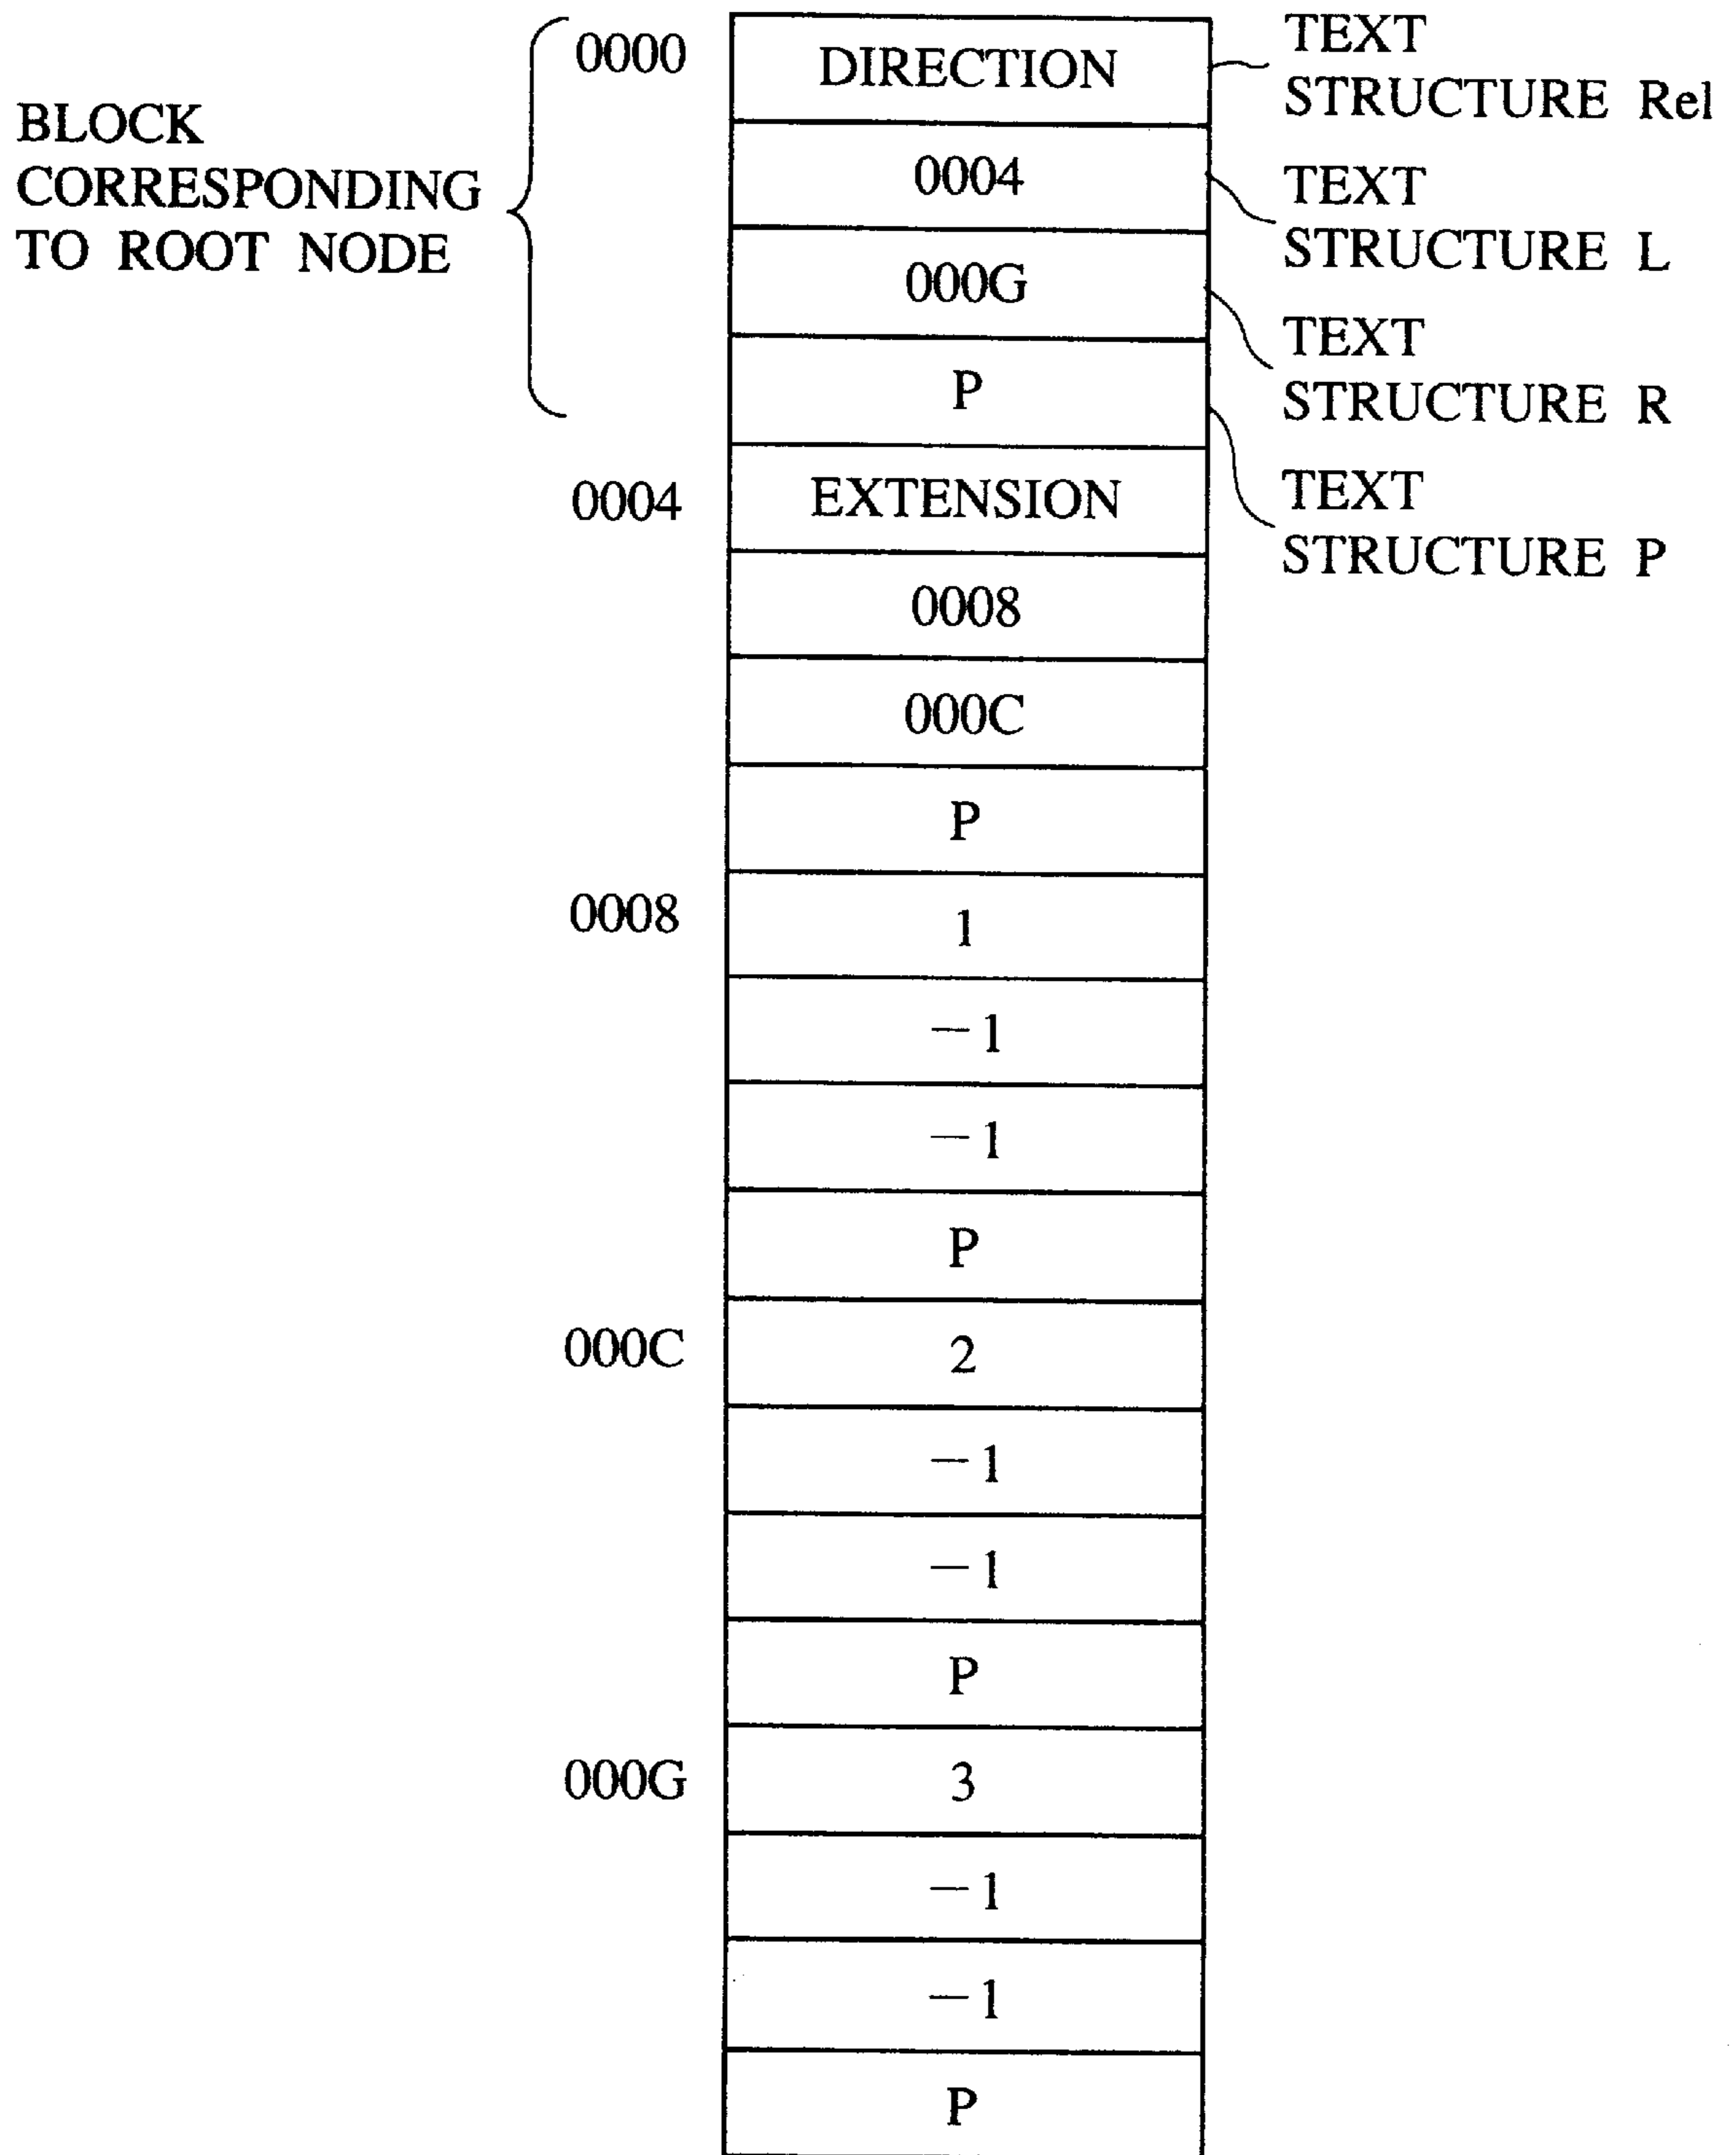 BLOCK
CORRESPONDING
TO ROOT NODE
0000
DIRECTION
TEXT
STRUCTURE Rel
0004
TEXT
STRUCTURE L
000G
TEXT
STRUCTURE R
P
TEXT
STRUCTURE P
0004
EXTENSION
0008
000C
P
0008
1
−1
−1
P
000C
2
−1
−1
P
000G
3
−1
−1
P